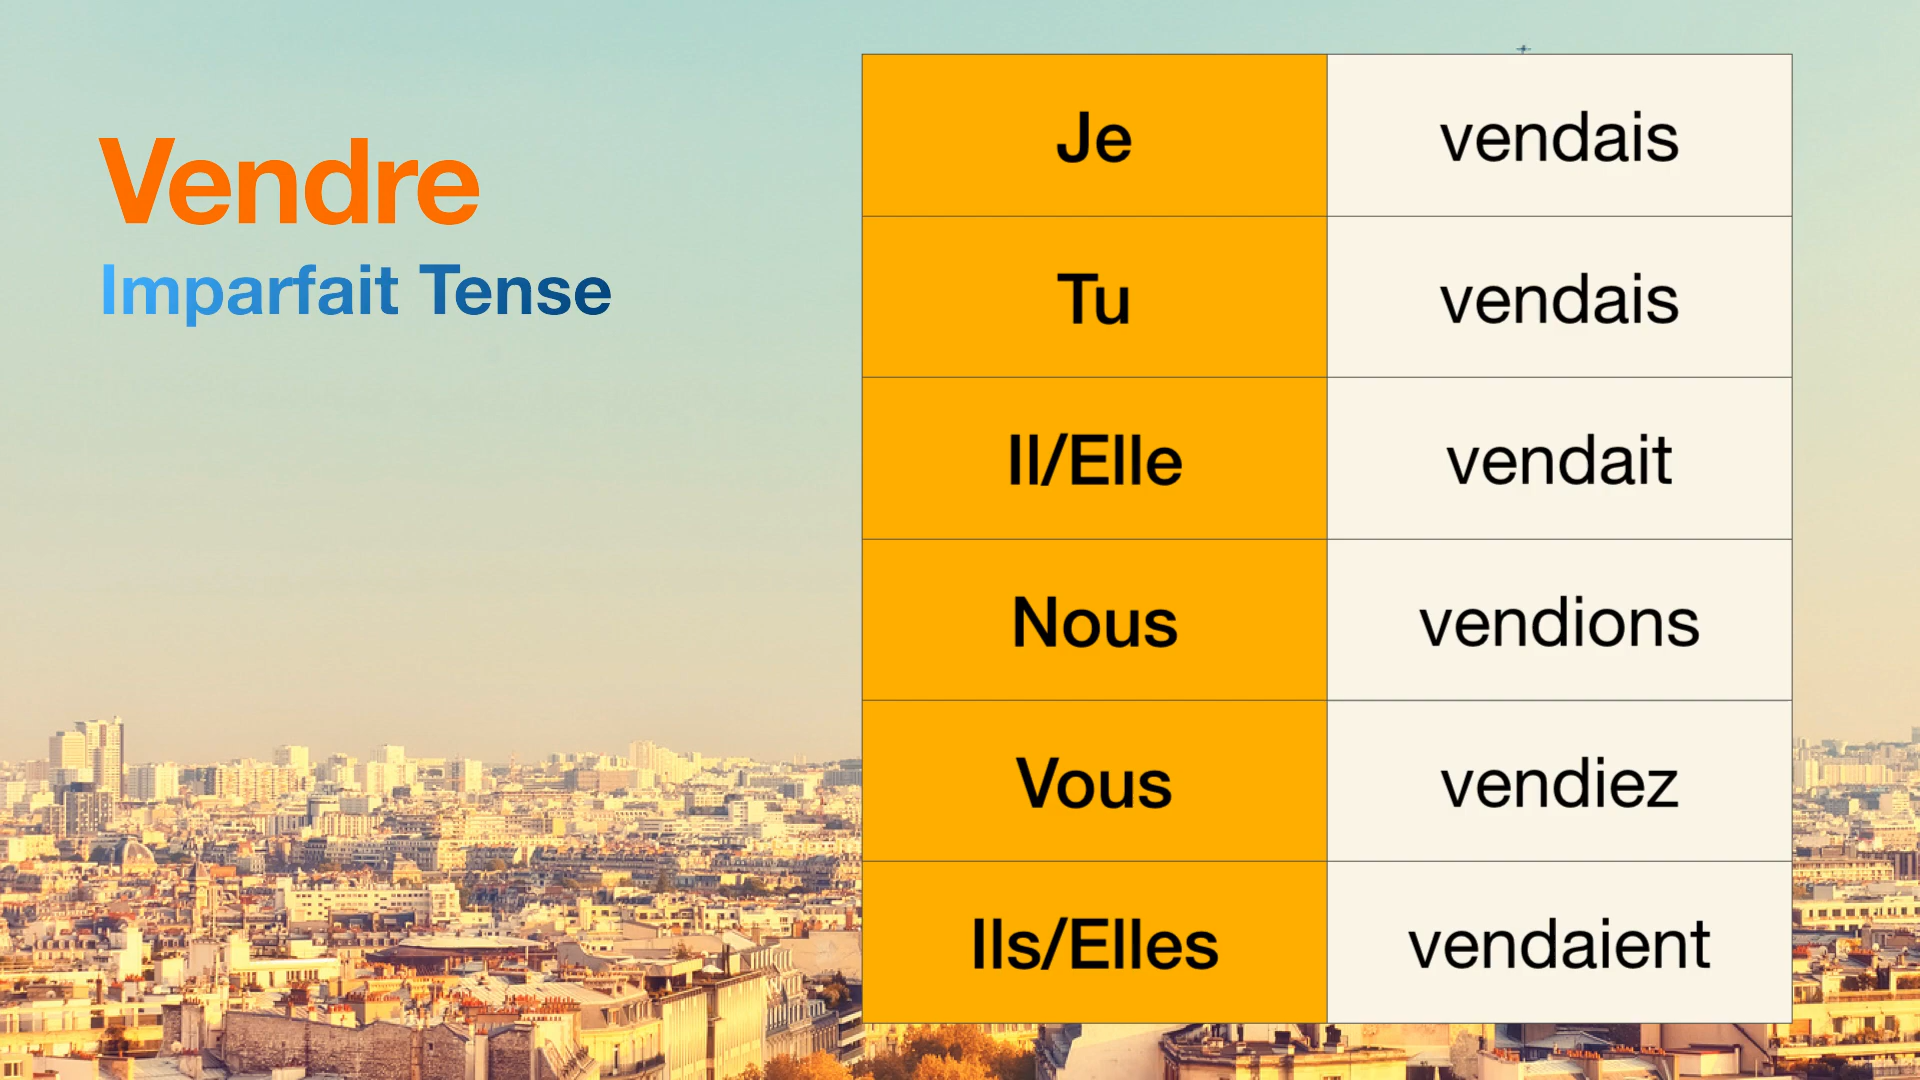 Vendre
Imparfait Tense
Je vendais
Tu vendais
Il/Elle vendait
Nous vendions
Vous vendiez
Ils/Elles vendaient